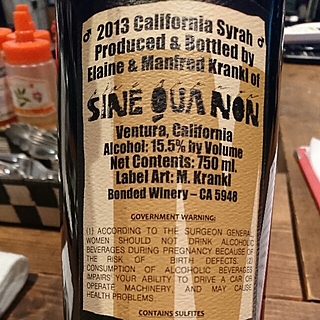 ♂ 2013 California Syrah ♂
Produced & Bottled by
Elaine & Manfred Krankl of
SINE QUA NON
Ventura, California
Alcohol: 15.5% by Volume
Net Contents: 750 ml.
Label Art: M. Krankl
Bonded Winery – CA 5948
GOVERNMENT WARNING:
(1) ACCORDING TO THE SURGEON GENERAL,
WOMEN SHOULD NOT DRINK ALCOHOLIC
BEVERAGES DURING PREGNANCY BECAUSE OF
THE RISK OF BIRTH DEFECTS. (2)
CONSUMPTION OF ALCOHOLIC BEVERAGES
IMPAIRS YOUR ABILITY TO DRIVE A CAR OR
OPERATE MACHINERY, AND MAY CAUSE
HEALTH PROBLEMS.
CONTAINS SULFITES